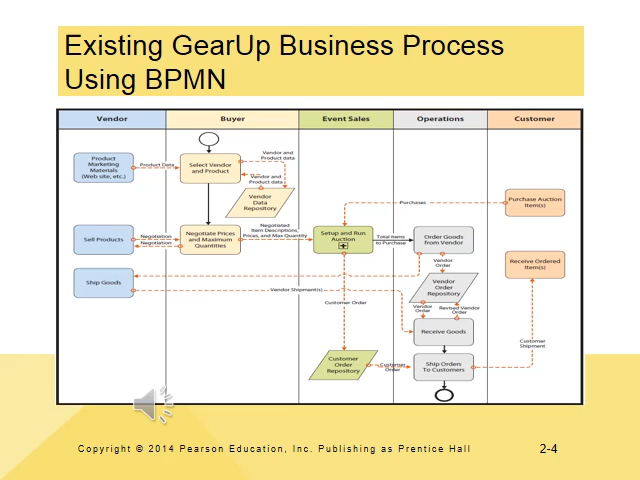 Existing GearUp Business Process
Using BPMN
Vendor
Buyer
Event Sales
Operations
Customer
Product
Marketing
Materials
(Web site, etc.)
Product Data
Select Vendor
and Product
Vendor and
Product data
Vendor and
Product data
Vendor
Data
Repository
Purchases
Purchase Auction
Item(s)
Sell Products
Negotiation
Negotiation
Negotiate Prices
and Maximum
Quantities
Negotiated
Item Descriptions,
Prices, and Max Quantity
Setup and Run
Auction
Total Items
to Purchase
Order Goods
from Vendor
Receive Ordered
Item(s)
Vendor
Order
Ship Goods
Vendor Shipment(s)
Vendor
Order
Repository
Customer Order
Vendor
Order
Revised Vendor
Order
Receive Goods
Customer
Shipment
Customer
Order
Repository
Customer
Order
Ship Orders
To Customers
Copyright © 2014 Pearson Education, Inc. Publishing as Prentice Hall
2-4